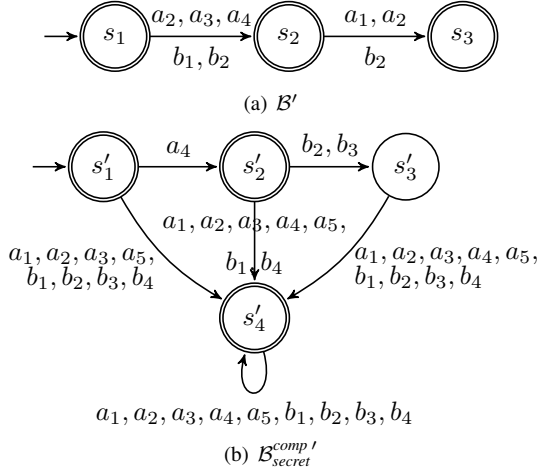 a₂, a₃, a₄ a₁, a₂
s₁ s₂ s₃
b₁, b₂ b₂
(a) ℬ′
a₄ b₂, b₃
s′₁ s′₂ s′₃
a₁, a₂, a₃, a₄, a₅,
a₁, a₂, a₃, a₅, a₁, a₂, a₃, a₄, a₅,
b₁, b₂, b₃, b₄ b₁, b₄ b₁, b₂, b₃, b₄
s′₄
a₁, a₂, a₃, a₄, a₅, b₁, b₂, b₃, b₄
(b) ℬ_secret^comp ′